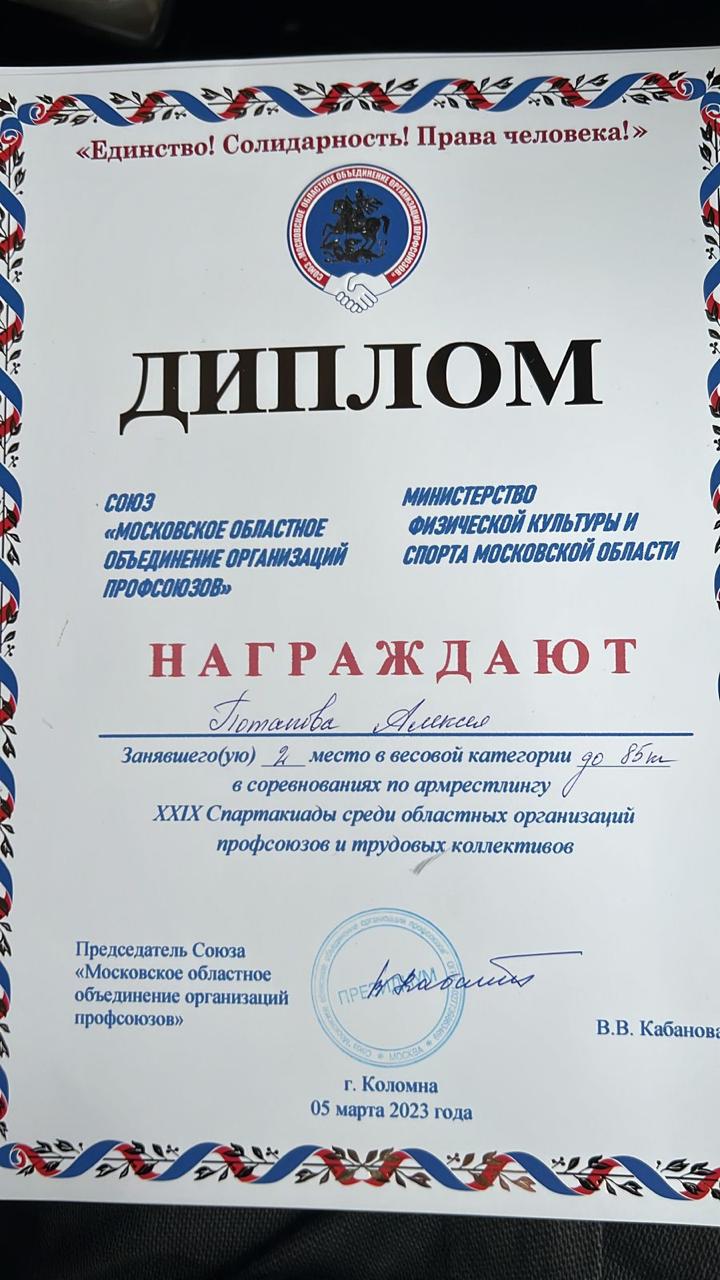 «Единство! Солидарность! Права человека!»
СОЮЗ «МОСКОВСКОЕ ОБЛАСТНОЕ ОБЪЕДИНЕНИЕ ОРГАНИЗАЦИЙ ПРОФСОЮЗОВ»
ДИПЛОМ
СОЮЗ
«МОСКОВСКОЕ ОБЛАСТНОЕ
ОБЪЕДИНЕНИЕ ОРГАНИЗАЦИЙ
ПРОФСОЮЗОВ»
МИНИСТЕРСТВО
ФИЗИЧЕСКОЙ КУЛЬТУРЫ И
СПОРТА МОСКОВСКОЙ ОБЛАСТИ
НАГРАЖДАЮТ
Потапова Алексея
Занявшего(ую) 2 место в весовой категории до 85кг
в соревнованиях по армрестлингу
XXIX Спартакиады среди областных организаций
профсоюзов и трудовых коллективов
Председатель Союза
«Московское областное
объединение организаций
профсоюзов»
ПРЕЗИДИУМ
МОСКВА
В.В. Кабанова
г. Коломна
05 марта 2023 года